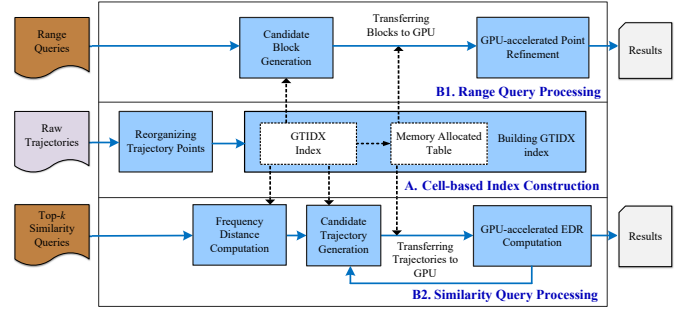 Range
Queries
Candidate
Block
Generation
Transferring
Blocks to GPU
GPU-accelerated Point
Refinement
Results
B1. Range Query Processing
Raw
Trajectories
Reorganizing
Trajectory Points
GTIDX
Index
Memory Allocated
Table
Building GTIDX
index
A. Cell-based Index Construction
Top-k
Similarity
Queries
Frequency
Distance
Computation
Candidate
Trajectory
Generation
Transferring
Trajectories to
GPU
GPU-accelerated EDR
Computation
Results
B2. Similarity Query Processing